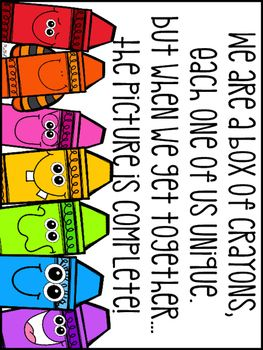 We are a box of crayons,
each one of us unique.
But when we get together...
the picture is complete!